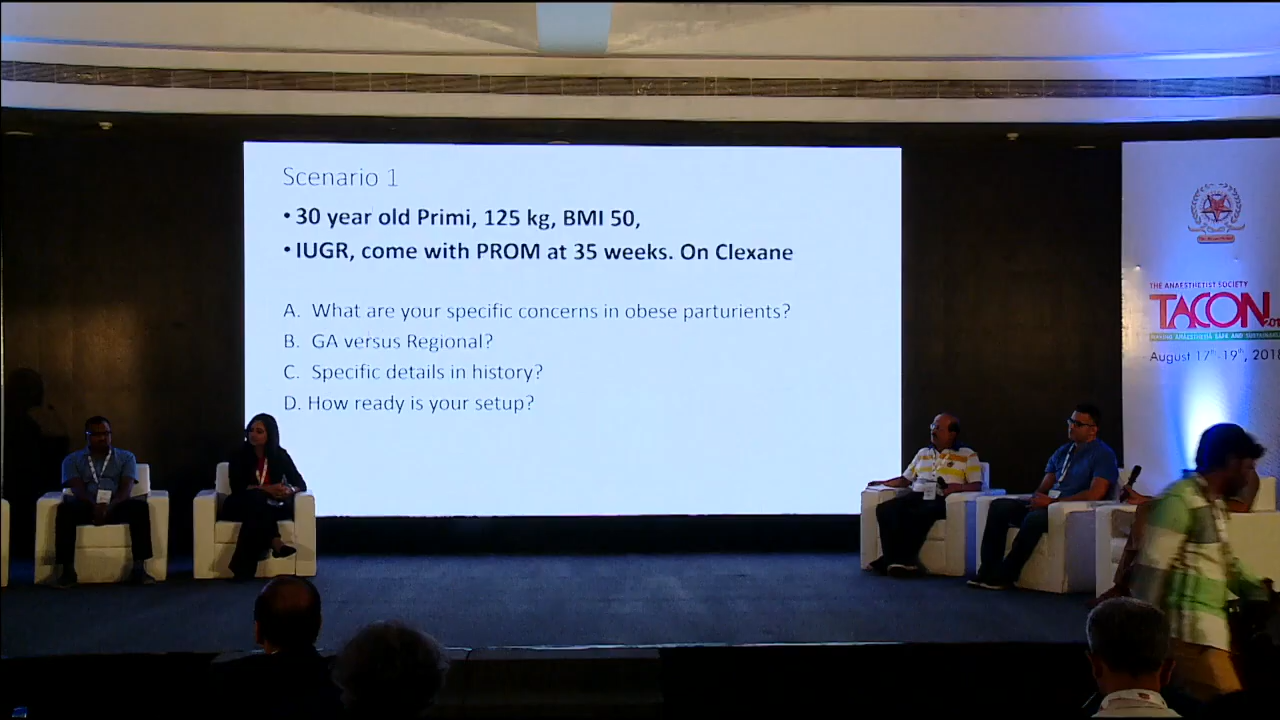 Scenario 1
• 30 year old Primi, 125 kg, BMI 50,
• IUGR, come with PROM at 35 weeks. On Clexane
A. What are your specific concerns in obese parturients?
B. GA versus Regional?
C. Specific details in history?
D. How ready is your setup?
THE ANAESTHETIST SOCIETY
TACON
August 17th-19th, 2018